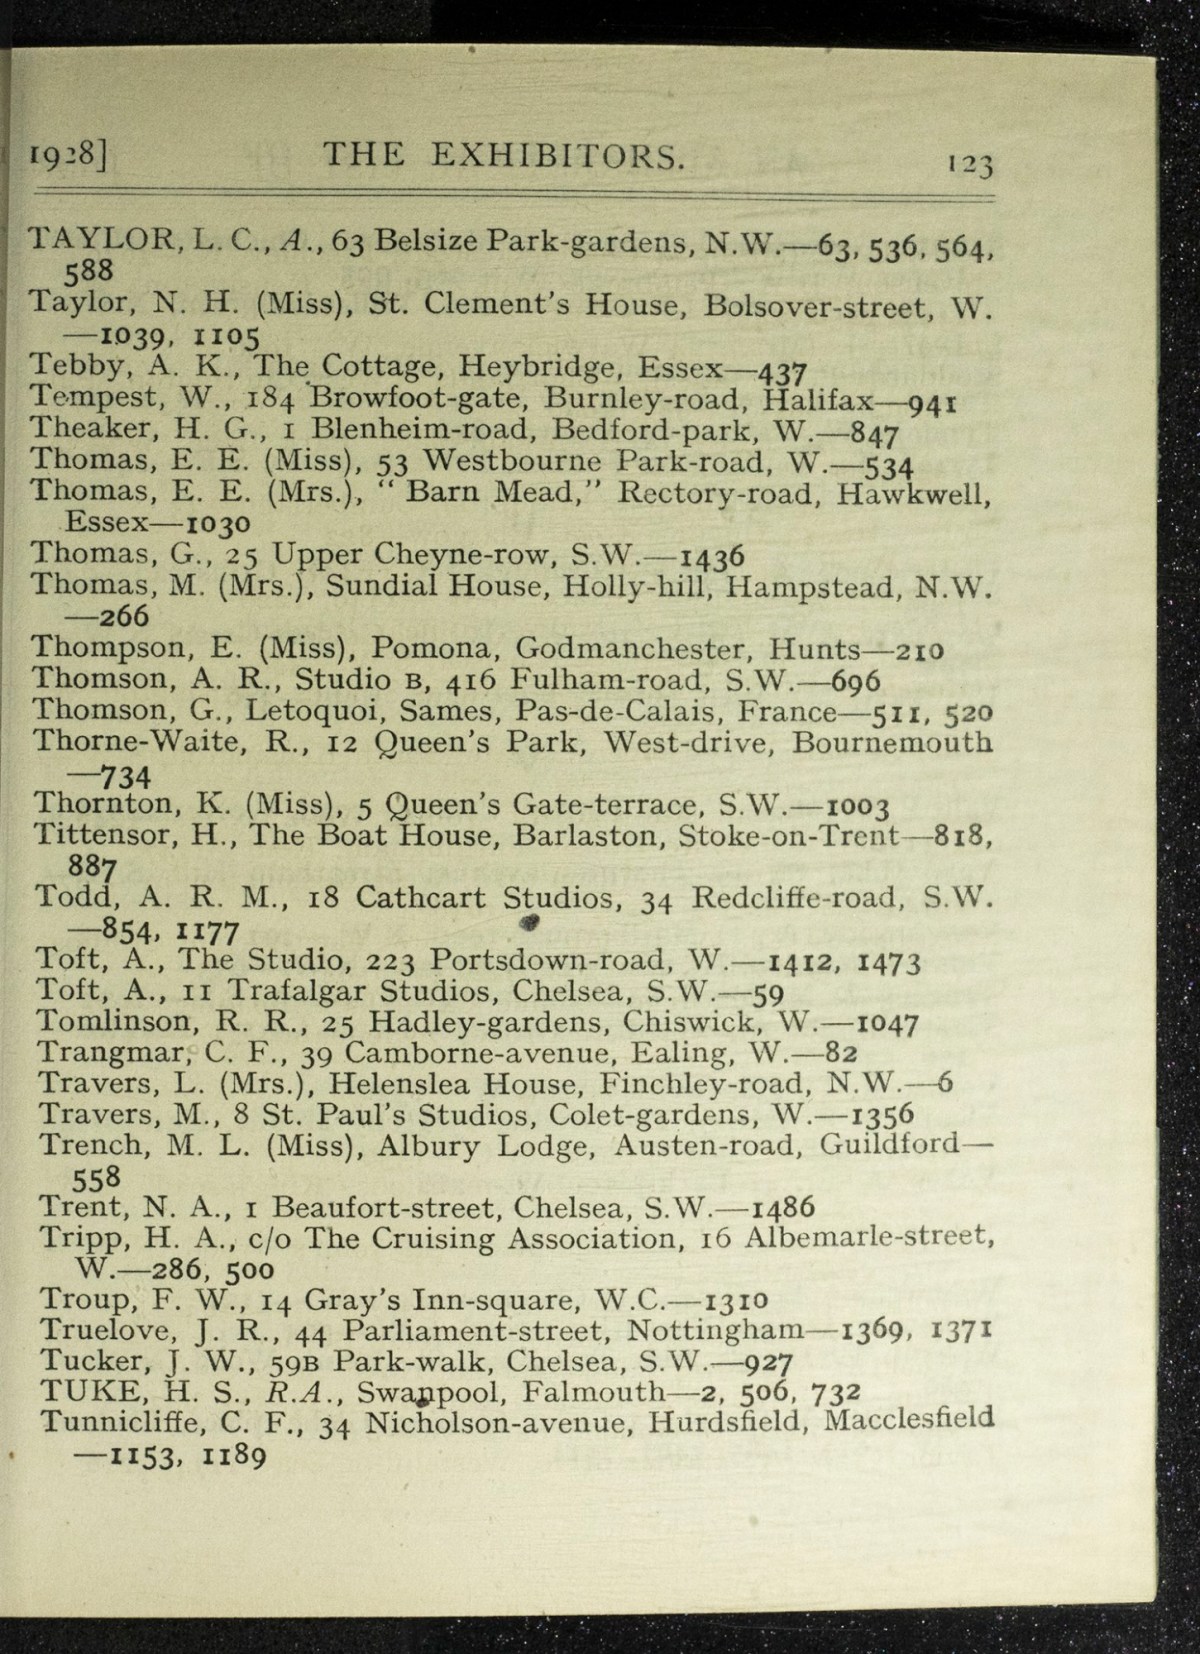 1928] THE EXHIBITORS. 123
TAYLOR, L. C., A., 63 Belsize Park-gardens, N.W.—63, 536, 564,
588
Taylor, N. H. (Miss), St. Clement's House, Bolsover-street, W.
—1039, 1105
Tebby, A. K., The Cottage, Heybridge, Essex—437
Tempest, W., 184 Browfoot-gate, Burnley-road, Halifax—941
Theaker, H. G., 1 Blenheim-road, Bedford-park, W.—847
Thomas, E. E. (Miss), 53 Westbourne Park-road, W.—534
Thomas, E. E. (Mrs.), “ Barn Mead,” Rectory-road, Hawkwell,
Essex—1030
Thomas, G., 25 Upper Cheyne-row, S.W.—1436
Thomas, M. (Mrs.), Sundial House, Holly-hill, Hampstead, N.W.
—266
Thompson, E. (Miss), Pomona, Godmanchester, Hunts—210
Thomson, A. R., Studio B, 416 Fulham-road, S.W.—696
Thomson, G., Letoquoi, Sames, Pas-de-Calais, France—511, 520
Thorne-Waite, R., 12 Queen's Park, West-drive, Bournemouth
—734
Thornton, K. (Miss), 5 Queen's Gate-terrace, S.W.—1003
Tittensor, H., The Boat House, Barlaston, Stoke-on-Trent—818,
887
Todd, A. R. M., 18 Cathcart Studios, 34 Redcliffe-road, S.W.
—854, 1177
Toft, A., The Studio, 223 Portsdown-road, W.—1412, 1473
Toft, A., 11 Trafalgar Studios, Chelsea, S.W.—59
Tomlinson, R. R., 25 Hadley-gardens, Chiswick, W.—1047
Trangmar, C. F., 39 Camborne-avenue, Ealing, W.—82
Travers, L. (Mrs.), Helenslea House, Finchley-road, N.W.—6
Travers, M., 8 St. Paul's Studios, Colet-gardens, W.—1356
Trench, M. L. (Miss), Albury Lodge, Austen-road, Guildford—
558
Trent, N. A., 1 Beaufort-street, Chelsea, S.W.—1486
Tripp, H. A., c/o The Cruising Association, 16 Albemarle-street,
W.—286, 500
Troup, F. W., 14 Gray's Inn-square, W.C.—1310
Truelove, J. R., 44 Parliament-street, Nottingham—1369, 1371
Tucker, J. W., 59B Park-walk, Chelsea, S.W.—927
TUKE, H. S., R.A., Swanpool, Falmouth—2, 506, 732
Tunnicliffe, C. F., 34 Nicholson-avenue, Hurdsfield, Macclesfield
—1153, 1189